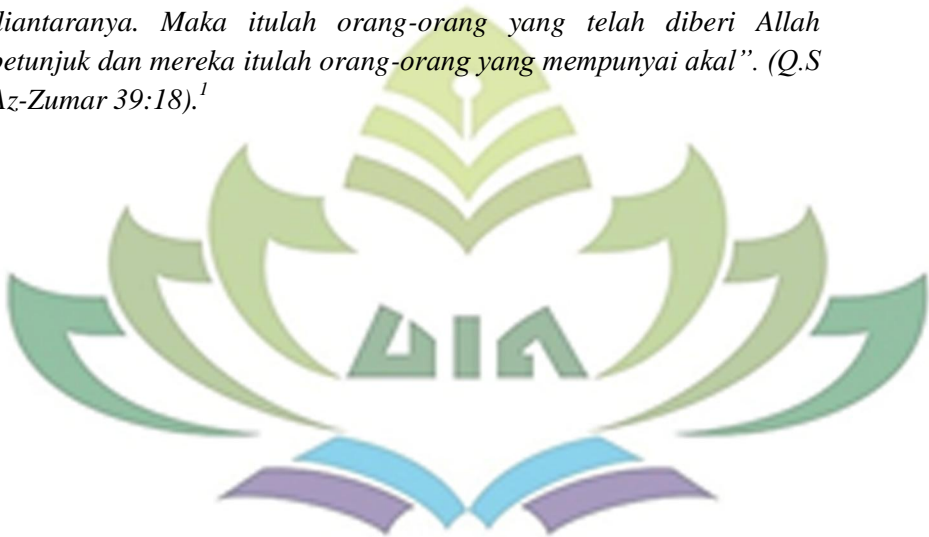 diantaranya. Maka itulah orang-orang yang telah diberi Allah
petunjuk dan mereka itulah orang-orang yang mempunyai akal”. (Q.S
Az-Zumar 39:18).¹
UIN